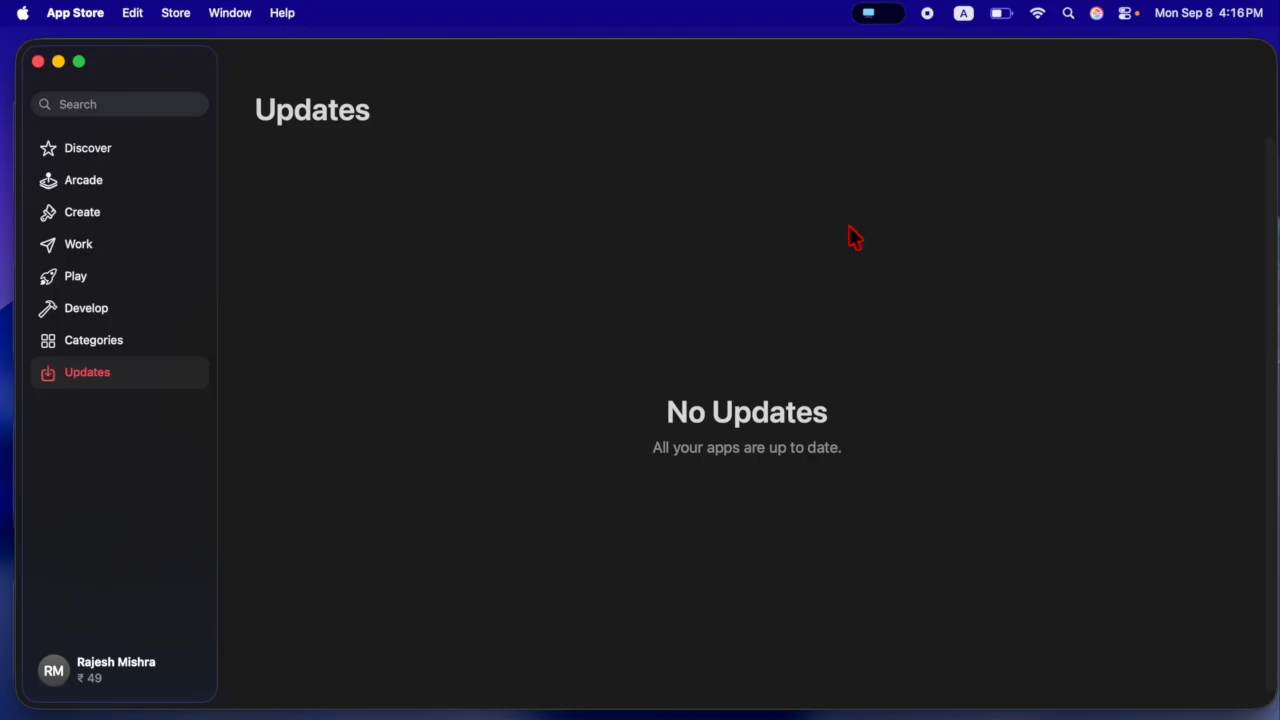 App Store Edit Store Window Help A Mon Sep 8 4:16PM
Search
Updates
Discover
Arcade
Create
Work
Play
Develop
Categories
Updates
No Updates
All your apps are up to date.
RM Rajesh Mishra
₹ 49